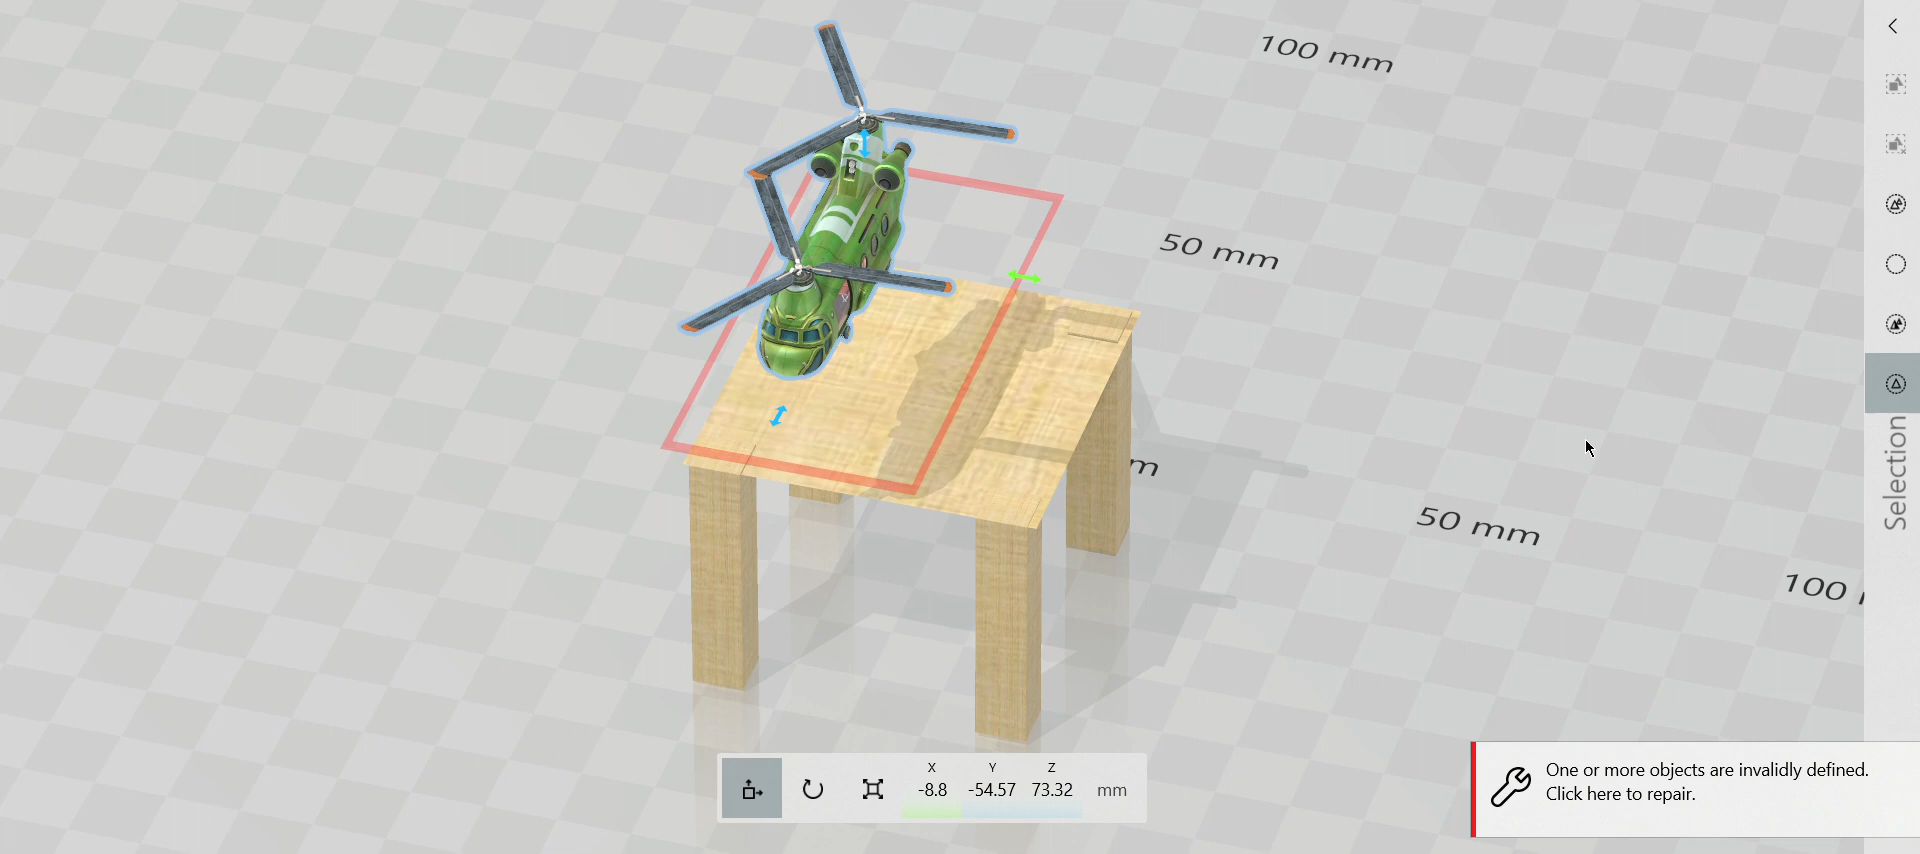 100 mm
50 mm
m
50 mm
100
Selection
X Y Z
-8.8 -54.57 73.32 mm
One or more objects are invalidly defined.
Click here to repair.